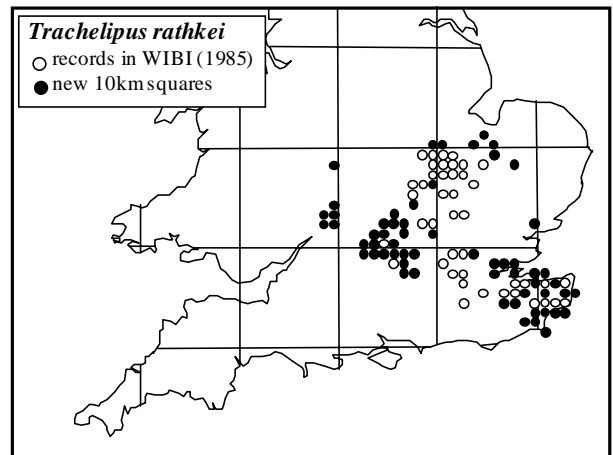 Trachelipus rathkei
records in WIBI (1985)
new 10km squares